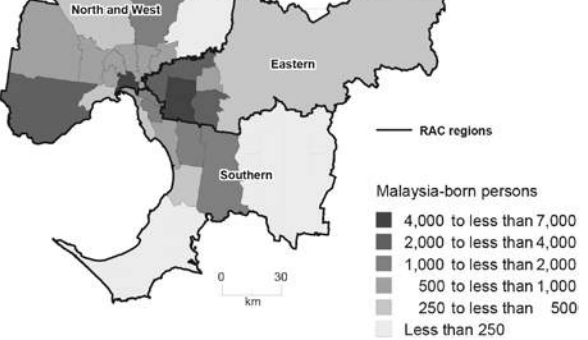 North and West
Eastern
RAC regions
Southern
Malaysia-born persons
4,000 to less than 7,000
2,000 to less than 4,000
1,000 to less than 2,000
500 to less than 1,000
250 to less than 500
Less than 250
0 30
km